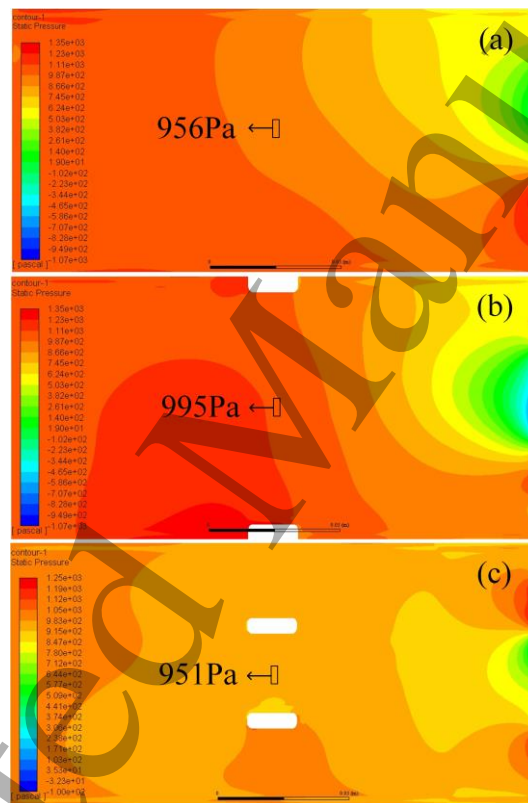 contour-1
Static Pressure
(a)
1.35e+03
1.23e+03
1.11e+03
9.87e+02
8.66e+02
7.45e+02
6.24e+02
5.03e+02
3.82e+02
2.61e+02
1.40e+02
1.90e+01
-1.02e+02
-2.23e+02
-3.44e+02
-4.65e+02
-5.86e+02
-7.07e+02
-8.28e+02
-9.49e+02
-1.07e+03
[ pascal ]
956Pa
0
0.03 (m)
contour-1
Static Pressure
(b)
1.35e+03
1.23e+03
1.11e+03
9.87e+02
8.66e+02
7.45e+02
6.24e+02
5.03e+02
3.82e+02
2.61e+02
1.40e+02
1.90e+01
-1.02e+02
-2.23e+02
-3.44e+02
-4.65e+02
-5.86e+02
-7.07e+02
-8.28e+02
-9.49e+02
-1.07e+03
[ pascal ]
995Pa
0
0.03 (m)
contour-1
Static Pressure
(c)
1.25e+03
1.19e+03
1.12e+03
1.05e+03
9.83e+02
9.15e+02
8.47e+02
7.80e+02
7.12e+02
6.44e+02
5.77e+02
5.09e+02
4.41e+02
3.74e+02
3.06e+02
2.38e+02
1.71e+02
1.03e+02
3.53e+01
-3.23e+01
-1.00e+02
[ pascal ]
951Pa
0
0.03 (m)